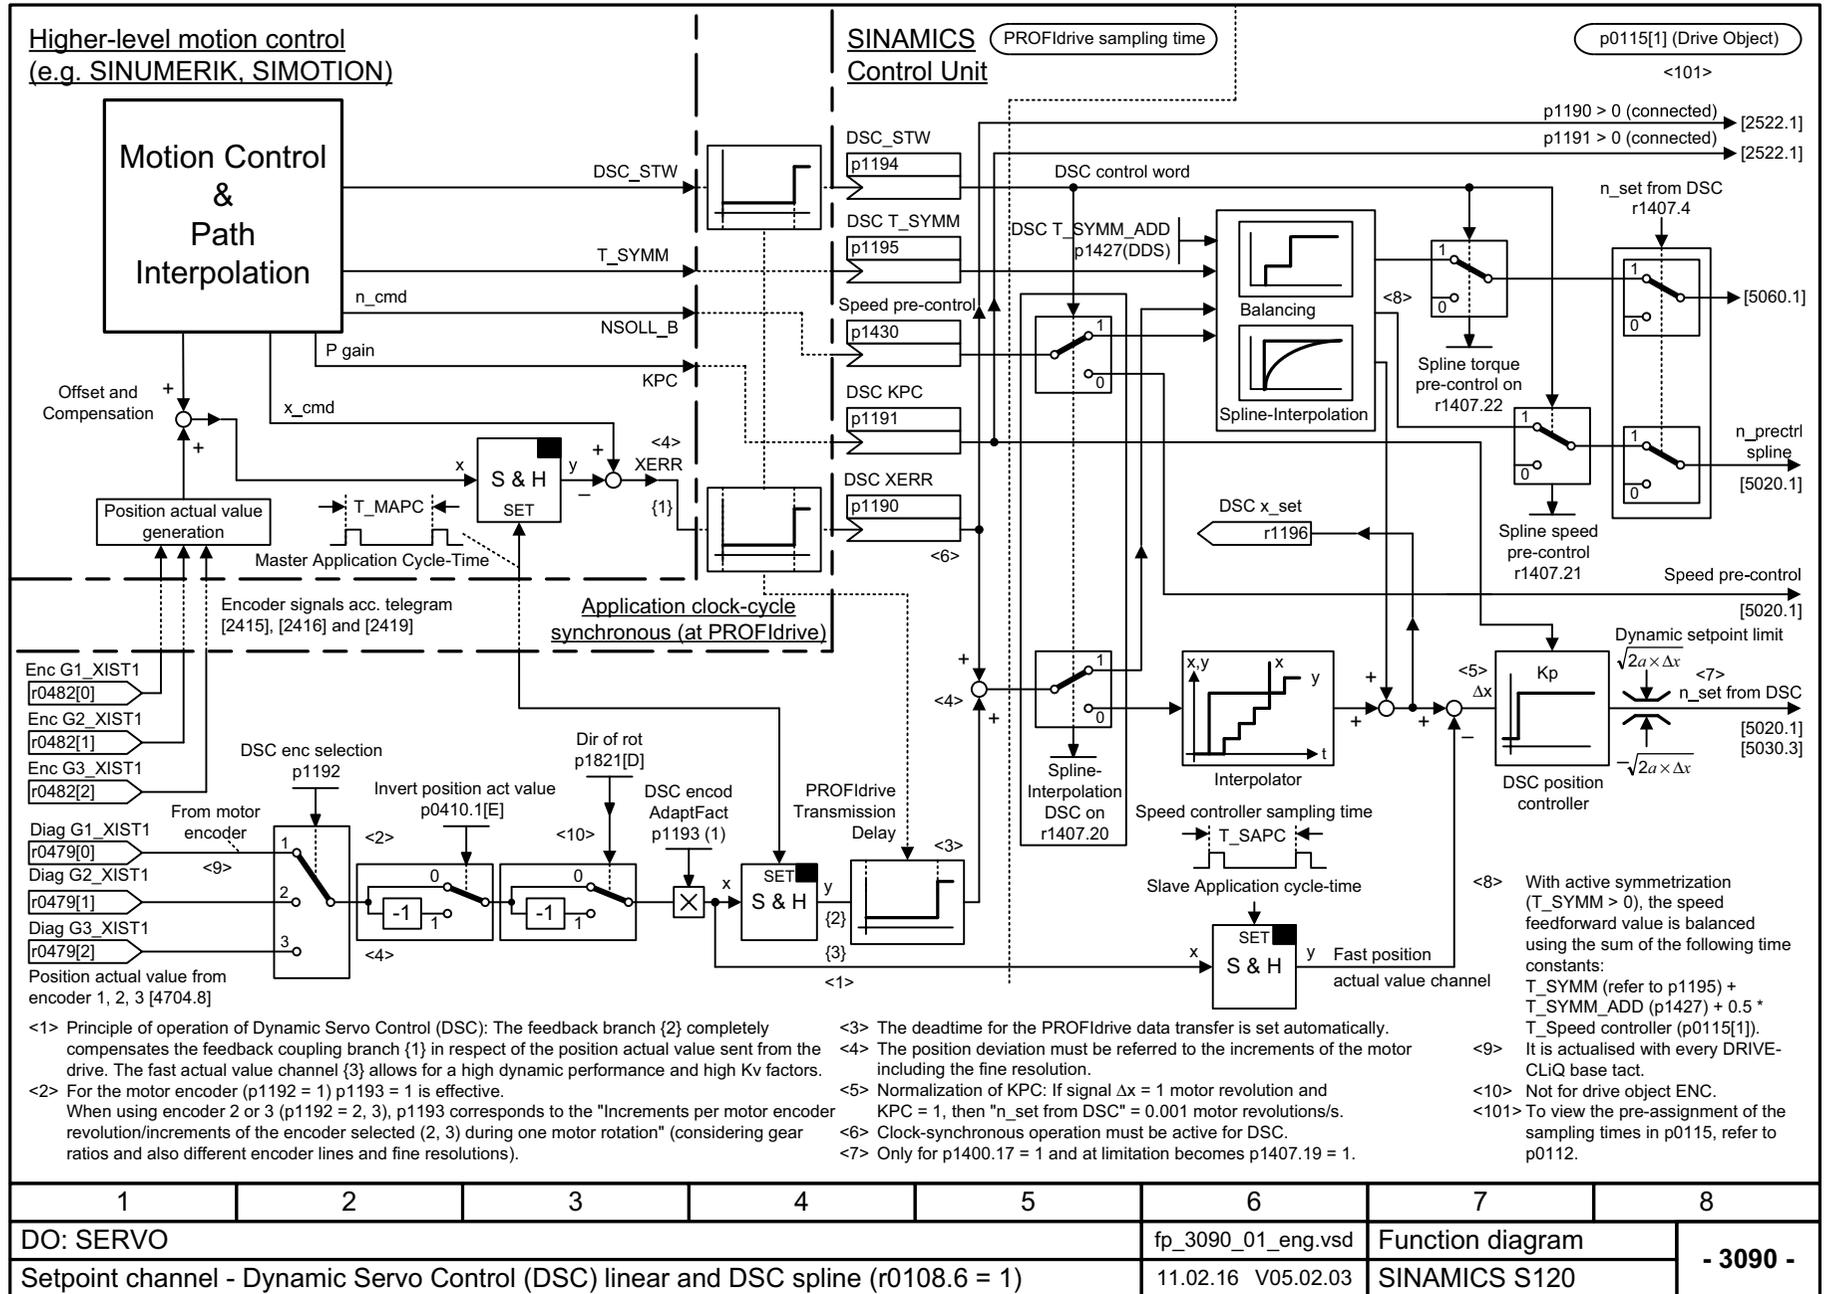 Higher-level motion control
(e.g. SINUMERIK, SIMOTION)
SINAMICS
Control Unit
PROFIdrive sampling time
p0115[1] (Drive Object)
<101>
Motion Control
&
Path
Interpolation
DSC_STW
T_SYMM
n_cmd
NSOLL_B
P gain
KPC
x_cmd
Offset and
Compensation
+
+
Position actual value
generation
x
S & H
SET
y
+
–
<4>
XERR
{1}
T_MAPC
Master Application Cycle-Time
Encoder signals acc. telegram
[2415], [2416] and [2419]
Application clock-cycle
synchronous (at PROFIdrive)
DSC_STW
p1194
DSC T_SYMM
p1195
Speed pre-control
p1430
DSC KPC
p1191
DSC XERR
p1190
<6>
p1190 > 0 (connected)
[2522.1]
p1191 > 0 (connected)
[2522.1]
DSC control word
DSC T_SYMM_ADD
p1427(DDS)
1
0
Balancing
Spline-Interpolation
<8>
1
0
Spline torque
pre-control on
r1407.22
n_set from DSC
r1407.4
1
0
[5060.1]
1
0
Spline speed
pre-control
r1407.21
1
0
n_prectrl
spline
[5020.1]
DSC x_set
r1196
Speed pre-control
[5020.1]
Enc G1_XIST1
r0482[0]
Enc G2_XIST1
r0482[1]
Enc G3_XIST1
r0482[2]
Diag G1_XIST1
r0479[0]
Diag G2_XIST1
r0479[1]
Diag G3_XIST1
r0479[2]
Position actual value from
encoder 1, 2, 3 [4704.8]
From motor
encoder
<9>
DSC enc selection
p1192
1
2
3
<2>
Invert position act value
p0410.1[E]
0
-1
1
<4>
Dir of rot
p1821[D]
<10>
0
-1
1
DSC encod
AdaptFact
p1193 (1)
x
SET
S & H
y
{2}
{3}
<1>
PROFIdrive
Transmission
Delay
<3>
+
<4>
+
1
0
Spline-
Interpolation
DSC on
r1407.20
x,y
x
y
t
Interpolator
+
+
+
–
<5>
Δx
Kp
DSC position
controller
Dynamic setpoint limit
√2a × Δx
<7>
n_set from DSC
[5020.1]
[5030.3]
–√2a × Δx
Speed controller sampling time
T_SAPC
Slave Application cycle-time
x
SET
S & H
y
Fast position
actual value channel
<1> Principle of operation of Dynamic Servo Control (DSC): The feedback branch {2} completely
compensates the feedback coupling branch {1} in respect of the position actual value sent from the
drive. The fast actual value channel {3} allows for a high dynamic performance and high Kv factors.
<2> For the motor encoder (p1192 = 1) p1193 = 1 is effective.
When using encoder 2 or 3 (p1192 = 2, 3), p1193 corresponds to the "Increments per motor encoder
revolution/increments of the encoder selected (2, 3) during one motor rotation" (considering gear
ratios and also different encoder lines and fine resolutions).
<3> The deadtime for the PROFIdrive data transfer is set automatically.
<4> The position deviation must be referred to the increments of the motor
including the fine resolution.
<5> Normalization of KPC: If signal Δx = 1 motor revolution and
KPC = 1, then "n_set from DSC" = 0.001 motor revolutions/s.
<6> Clock-synchronous operation must be active for DSC.
<7> Only for p1400.17 = 1 and at limitation becomes p1407.19 = 1.
<8> With active symmetrization
(T_SYMM > 0), the speed
feedforward value is balanced
using the sum of the following time
constants:
T_SYMM (refer to p1195) +
T_SYMM_ADD (p1427) + 0.5 *
T_Speed controller (p0115[1]).
<9> It is actualised with every DRIVE-
CLiQ base tact.
<10> Not for drive object ENC.
<101> To view the pre-assignment of the
sampling times in p0115, refer to
p0112.
1 2 3 4 5 6 7 8
DO: SERVO
fp_3090_01_eng.vsd
Function diagram
- 3090 -
Setpoint channel - Dynamic Servo Control (DSC) linear and DSC spline (r0108.6 = 1)
11.02.16 V05.02.03
SINAMICS S120